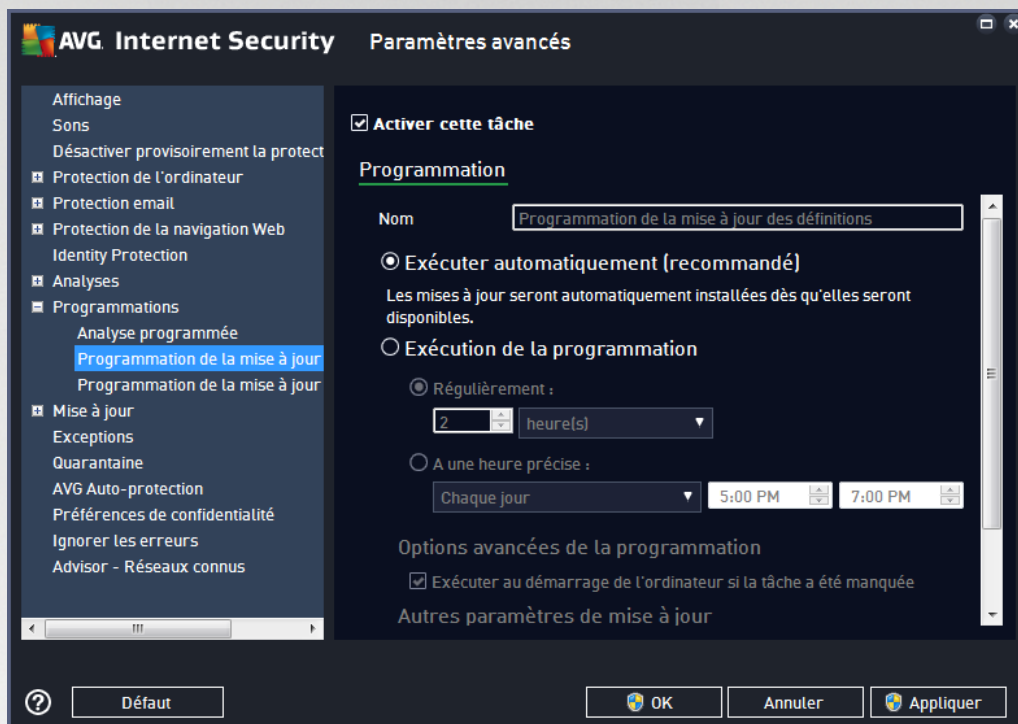 AVG. Internet Security
Paramètres avancés
Affichage
Sons
Désactiver provisoirement la protect
Protection de l'ordinateur
Protection email
Protection de la navigation Web
Identity Protection
Analyses
Programmations
Analyse programmée
Programmation de la mise à jour
Programmation de la mise à jour
Mise à jour
Exceptions
Quarantaine
AVG Auto-protection
Préférences de confidentialité
Ignorer les erreurs
Advisor - Réseaux connus
Activer cette tâche
Programmation
Nom
Programmation de la mise à jour des définitions
Exécuter automatiquement (recommandé)
Les mises à jour seront automatiquement installées dès qu'elles seront
disponibles.
Exécution de la programmation
Régulièrement :
2 heure(s)
A une heure précise :
Chaque jour 5:00 PM 7:00 PM
Options avancées de la programmation
Exécuter au démarrage de l'ordinateur si la tâche a été manquée
Autres paramètres de mise à jour
? Défaut OK Annuler Appliquer